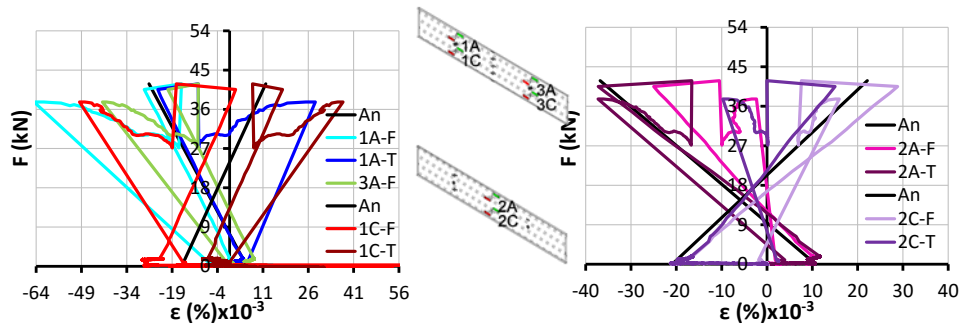 54
45
36
27
18
9
0
F (kN)
-64 -49 -34 -19 -4 11 26 41 56
ε (%)x10⁻³
An
1A-F
1A-T
3A-F
An
1C-F
1C-T
1A
1C
3A
3C
2A
2C
54
45
36
27
18
9
0
F (kN)
-40 -30 -20 -10 0 10 20 30 40
ε (%)x10⁻³
An
2A-F
2A-T
An
2C-F
2C-T